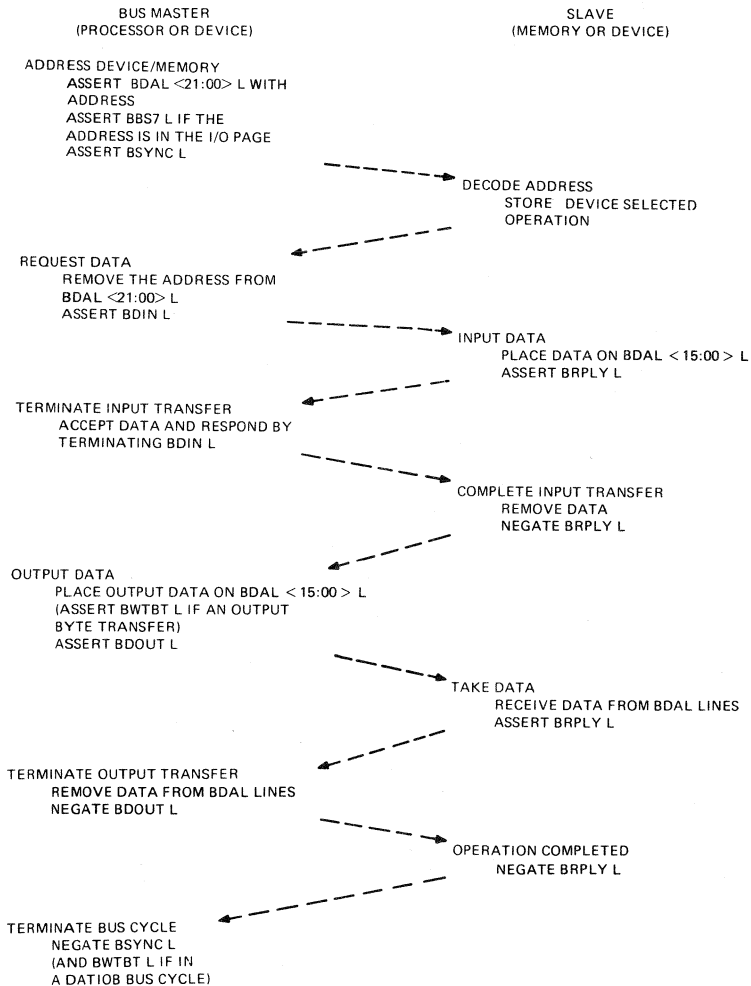 BUS MASTER
(PROCESSOR OR DEVICE)
SLAVE
(MEMORY OR DEVICE)
ADDRESS DEVICE/MEMORY
ASSERT BDAL <21:00> L WITH
ADDRESS
ASSERT BBS7 L IF THE
ADDRESS IS IN THE I/O PAGE
ASSERT BSYNC L
DECODE ADDRESS
STORE DEVICE SELECTED
OPERATION
REQUEST DATA
REMOVE THE ADDRESS FROM
BDAL <21:00> L
ASSERT BDIN L
INPUT DATA
PLACE DATA ON BDAL <15:00> L
ASSERT BRPLY L
TERMINATE INPUT TRANSFER
ACCEPT DATA AND RESPOND BY
TERMINATING BDIN L
COMPLETE INPUT TRANSFER
REMOVE DATA
NEGATE BRPLY L
OUTPUT DATA
PLACE OUTPUT DATA ON BDAL <15:00> L
(ASSERT BWTBT L IF AN OUTPUT
BYTE TRANSFER)
ASSERT BDOUT L
TAKE DATA
RECEIVE DATA FROM BDAL LINES
ASSERT BRPLY L
TERMINATE OUTPUT TRANSFER
REMOVE DATA FROM BDAL LINES
NEGATE BDOUT L
OPERATION COMPLETED
NEGATE BRPLY L
TERMINATE BUS CYCLE
NEGATE BSYNC L
(AND BWTBT L IF IN
A DATIOB BUS CYCLE)